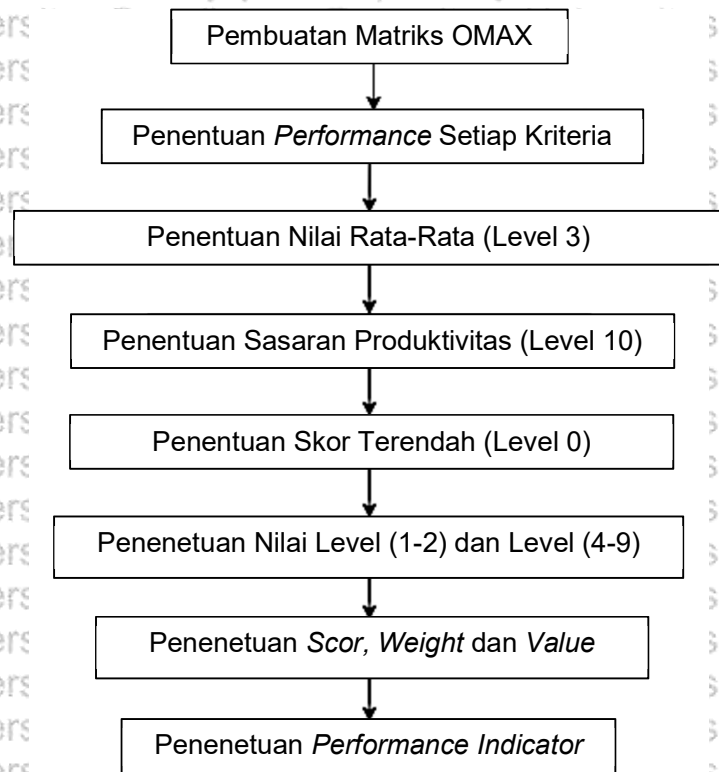 Pembuatan Matriks OMAX
Penentuan Performance Setiap Kriteria
Penentuan Nilai Rata-Rata (Level 3)
Penentuan Sasaran Produktivitas (Level 10)
Penentuan Skor Terendah (Level 0)
Penenetuan Nilai Level (1-2) dan Level (4-9)
Penenetuan Scor, Weight dan Value
Penenetuan Performance Indicator